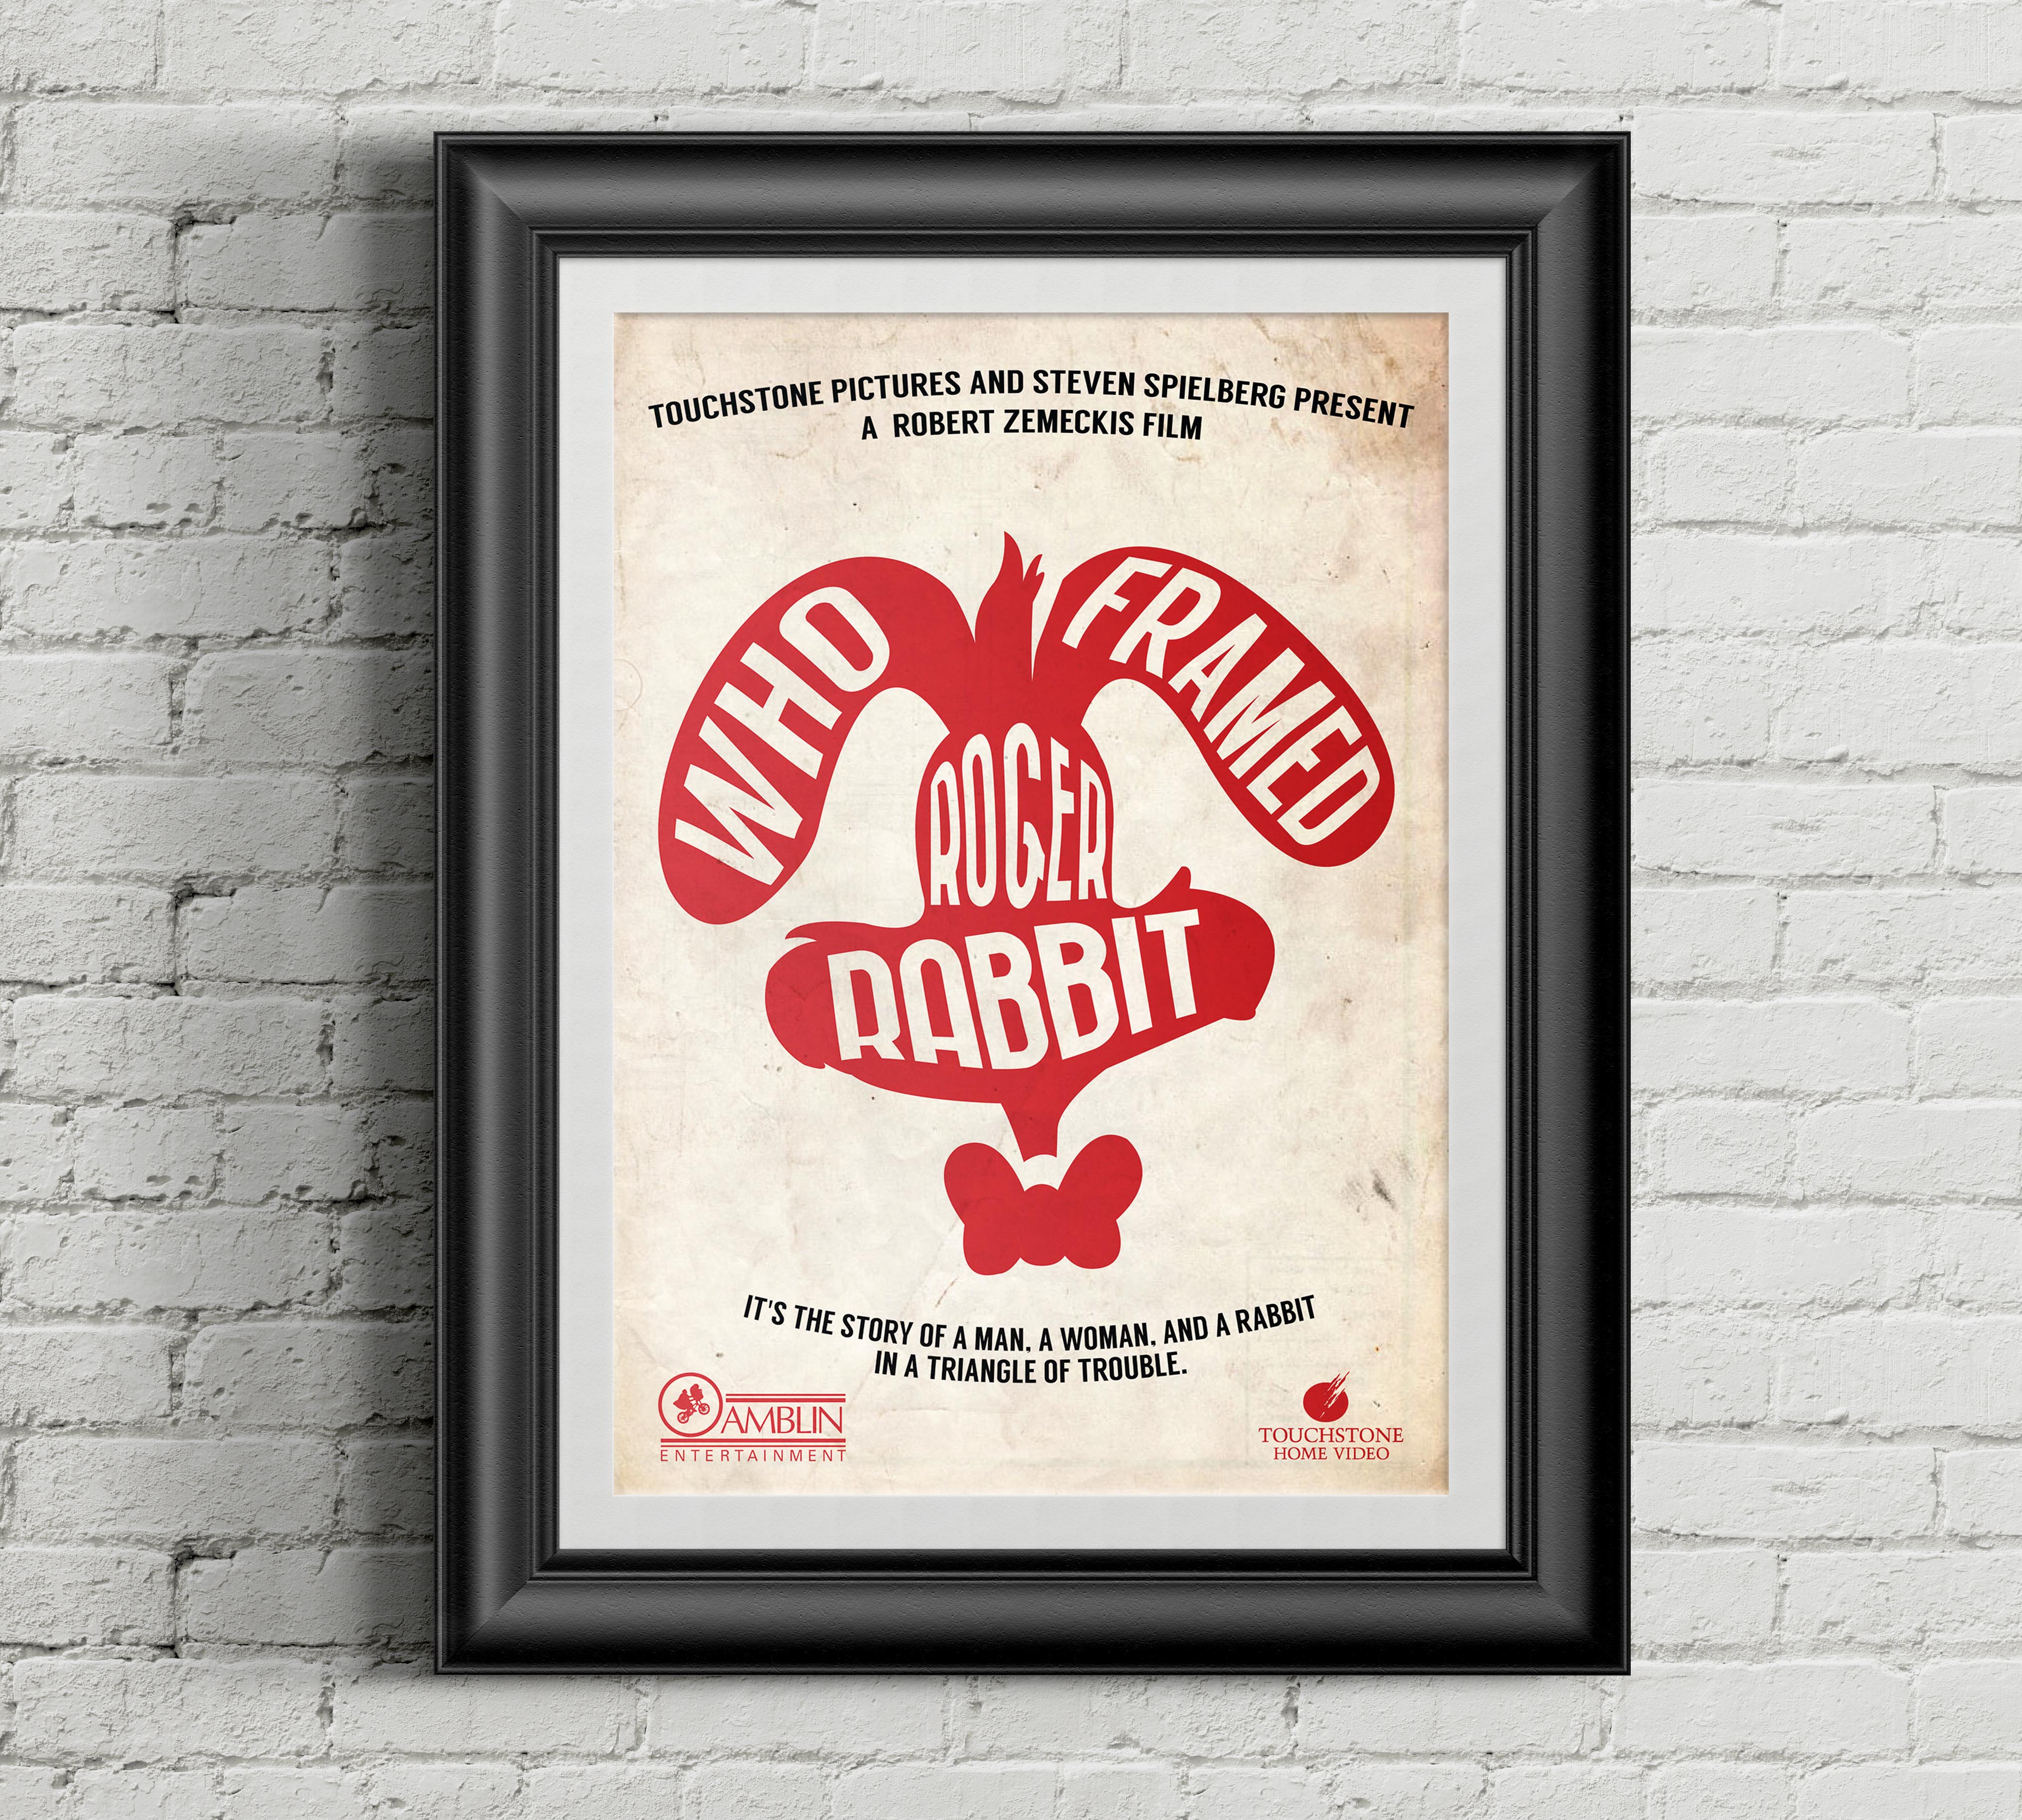 TOUCHSTONE PICTURES AND STEVEN SPIELBERG PRESENT
A ROBERT ZEMECKIS FILM
WHO
FRAMED
ROGER
RABBIT
IT'S THE STORY OF A MAN, A WOMAN, AND A RABBIT
IN A TRIANGLE OF TROUBLE.
AMBLIN
ENTERTAINMENT
TOUCHSTONE
HOME VIDEO